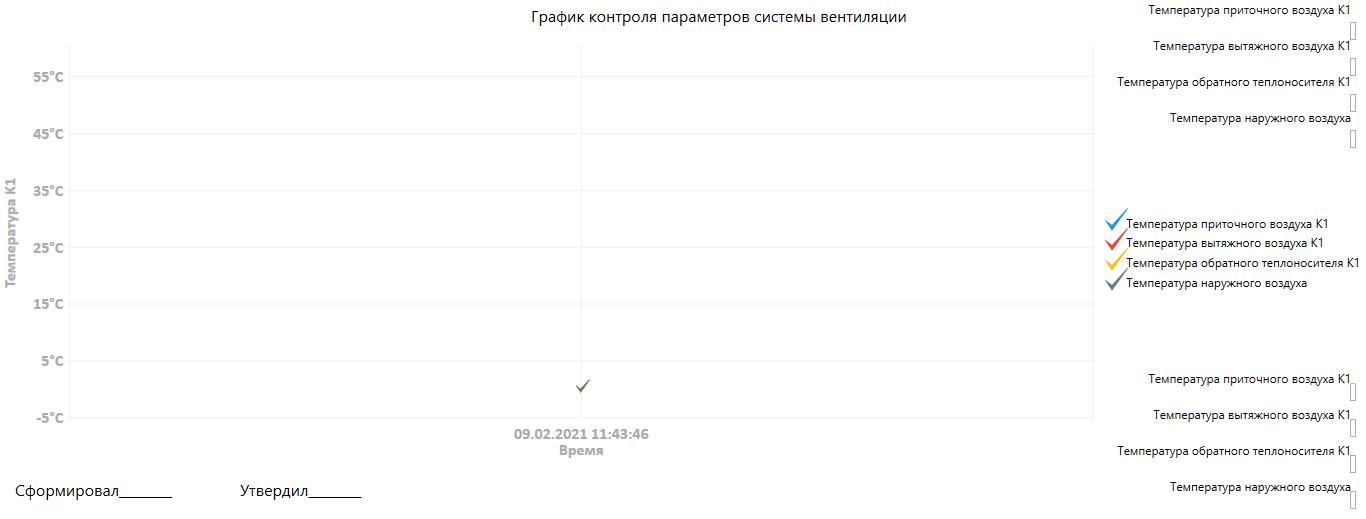 График контроля параметров системы вентиляции
Температура приточного воздуха К1
Температура вытяжного воздуха К1
Температура обратного теплоносителя К1
Температура наружного воздуха
55°C
45°C
35°C
25°C
15°C
5°C
-5°C
Температура К1
09.02.2021 11:43:46
Время
Температура приточного воздуха К1
Температура вытяжного воздуха К1
Температура обратного теплоносителя К1
Температура наружного воздуха
Температура приточного воздуха К1
Температура вытяжного воздуха К1
Температура обратного теплоносителя К1
Температура наружного воздуха
Сформировал________ Утвердил________